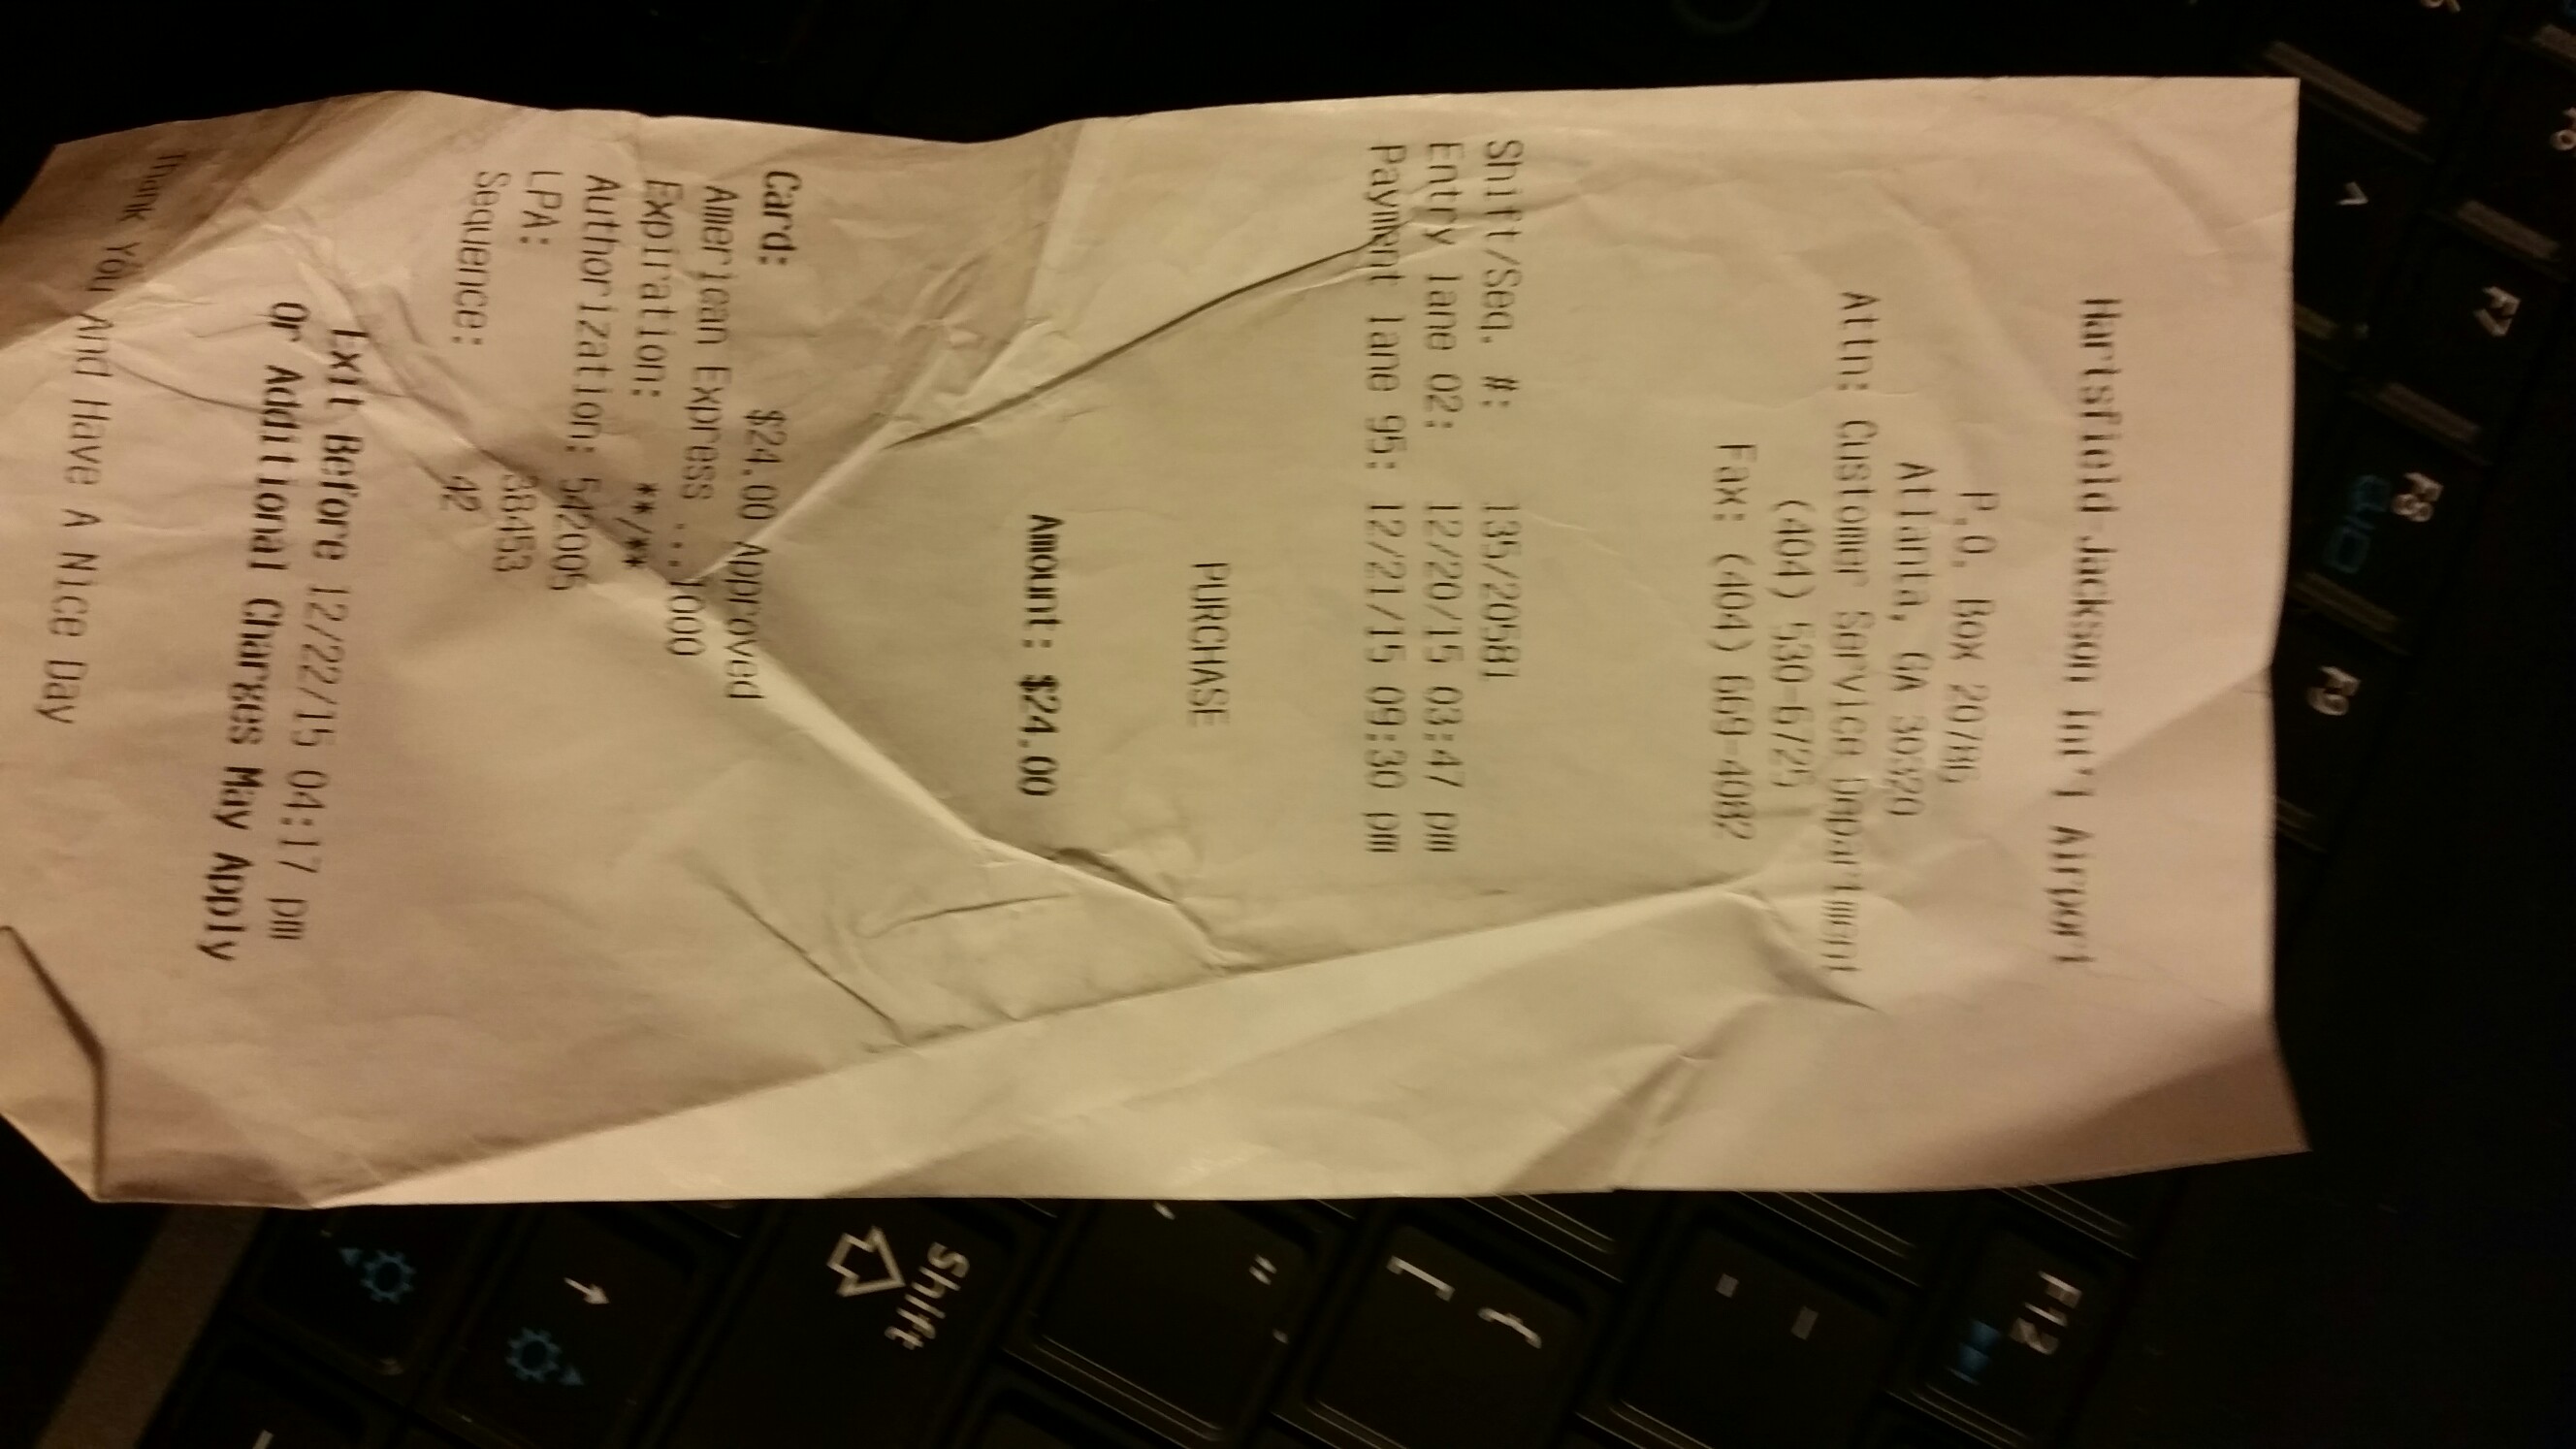 Hartsfield-Jackson Int'l Airport
P.O. Box 20786
Atlanta, GA 30320
Attn: Customer Service Department
(404) 530-6725
Fax: (404) 669-4082
Shift/Seq. #: 135/20581
Entry lane 02: 12/20/15 03:47 pm
Payment lane 95: 12/21/15 09:30 pm
PURCHASE
Amount: $24.00
Card: $24.00 Approved
American Express ...1000
Expiration: **/**
Authorization: 542005
LPA: 38453
Sequence: 42
Exit Before 12/22/15 04:17 pm
Or Additional Charges May Apply
Thank You And Have A Nice Day
F7
F8
F9
F12
Shift